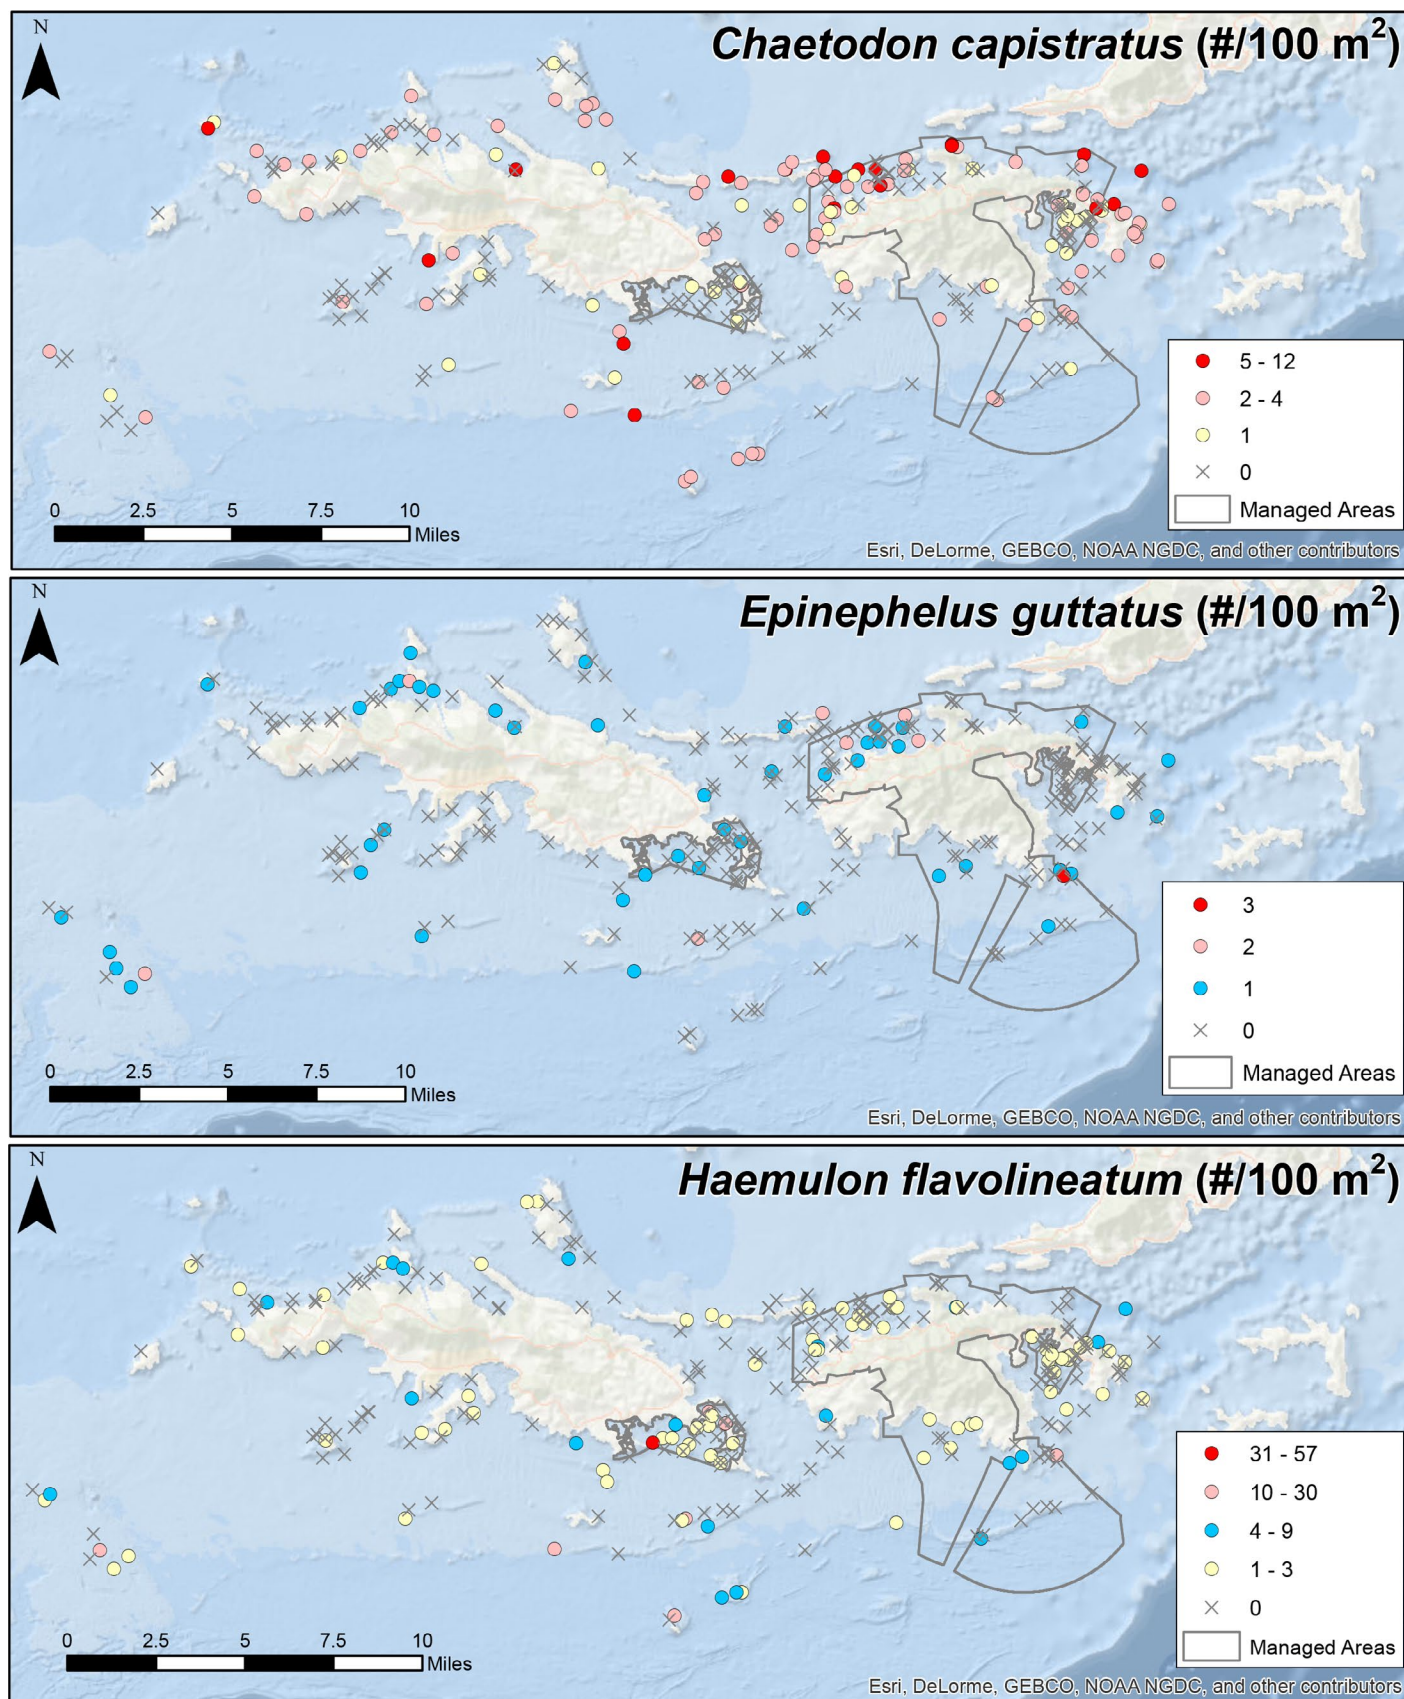 N
Chaetodon capistratus (#/100 m²)
5 - 12
2 - 4
1
0
Managed Areas
0 2.5 5 7.5 10
Miles
Esri, DeLorme, GEBCO, NOAA NGDC, and other contributors
N
Epinephelus guttatus (#/100 m²)
3
2
1
0
Managed Areas
0 2.5 5 7.5 10
Miles
Esri, DeLorme, GEBCO, NOAA NGDC, and other contributors
N
Haemulon flavolineatum (#/100 m²)
31 - 57
10 - 30
4 - 9
1 - 3
0
Managed Areas
0 2.5 5 7.5 10
Miles
Esri, DeLorme, GEBCO, NOAA NGDC, and other contributors